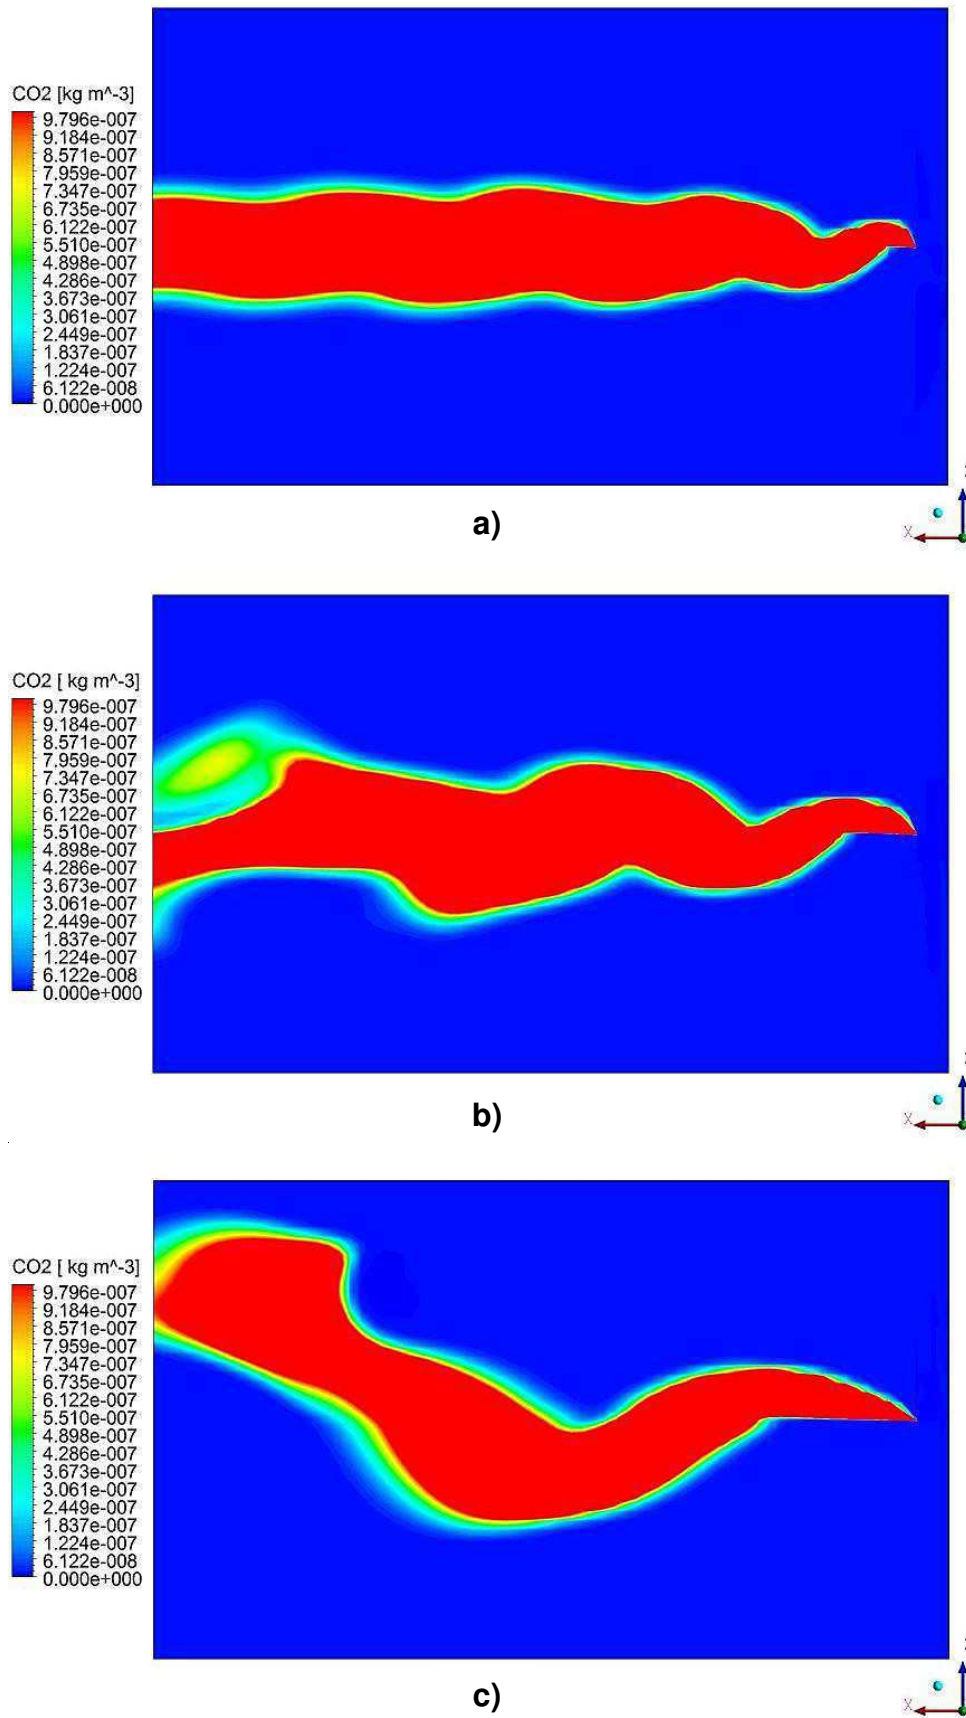 CO2 [kg m^-3]
9.796e-007
9.184e-007
8.571e-007
7.959e-007
7.347e-007
6.735e-007
6.122e-007
5.510e-007
4.898e-007
4.286e-007
3.673e-007
3.061e-007
2.449e-007
1.837e-007
1.224e-007
6.122e-008
0.000e+000
X
a)
CO2 [ kg m^-3]
9.796e-007
9.184e-007
8.571e-007
7.959e-007
7.347e-007
6.735e-007
6.122e-007
5.510e-007
4.898e-007
4.286e-007
3.673e-007
3.061e-007
2.449e-007
1.837e-007
1.224e-007
6.122e-008
0.000e+000
X
b)
CO2 [ kg m^-3]
9.796e-007
9.184e-007
8.571e-007
7.959e-007
7.347e-007
6.735e-007
6.122e-007
5.510e-007
4.898e-007
4.286e-007
3.673e-007
3.061e-007
2.449e-007
1.837e-007
1.224e-007
6.122e-008
0.000e+000
X
c)